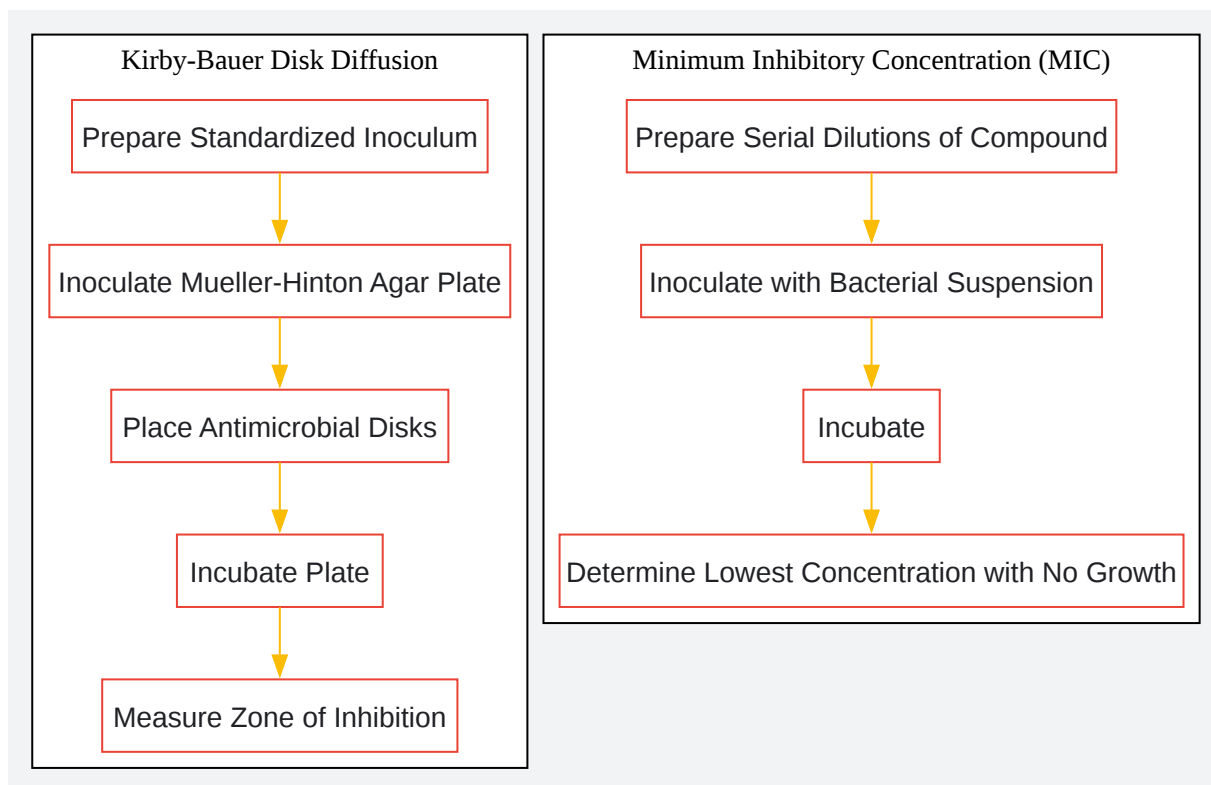 Kirby-Bauer Disk Diffusion
Prepare Standardized Inoculum
Inoculate Mueller-Hinton Agar Plate
Place Antimicrobial Disks
Incubate Plate
Measure Zone of Inhibition
Minimum Inhibitory Concentration (MIC)
Prepare Serial Dilutions of Compound
Inoculate with Bacterial Suspension
Incubate
Determine Lowest Concentration with No Growth